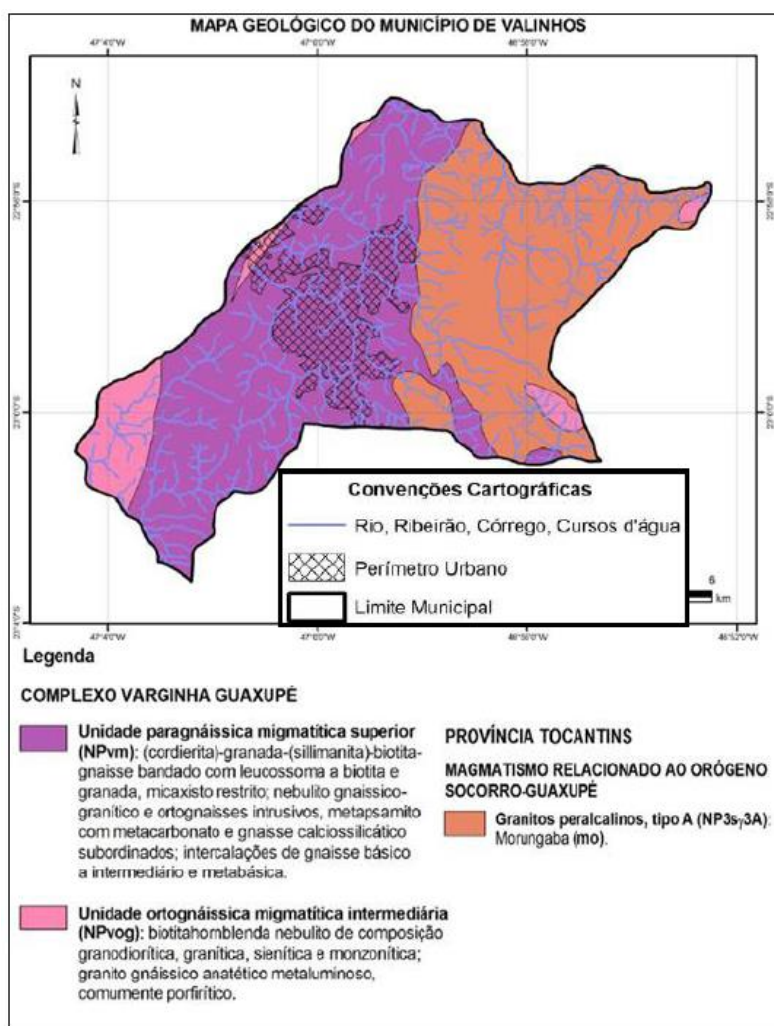 MAPA GEOLÓGICO DO MUNICÍPIO DE VALINHOS
47°4'0"W
47°0'0"W
N
Convenções Cartográficas
Rio, Ribeirão, Córrego, Cursos d'água
Perímetro Urbano
Limite Municipal
6
km
47°4'0"W
47°0'0"W
46°52'0"W
Legenda
COMPLEXO VARGINHA GUAXUPÉ
Unidade paragnáissica migmatítica superior
(NPvm): (cordierita)-granada-(sillimanita)-biotita-
gnaisse bandado com leucossoma a biotita e
granada, micaxisto restrito; nebulito gnaissico-
granítico e ortognaisses intrusivos, metapsamito
com metacarbonato e gnaisse calciossilicático
subordinados; intercalações de gnaisse básico
a intermediário e metabásica.
Unidade ortognáissica migmatítica intermediária
(NPvog): biotitahornblenda nebulito de composição
granodiorítica, granítica, sienítica e monzonítica;
granito gnáissico anatético metaluminoso,
comumente porfirítico.
PROVÍNCIA TOCANTINS
MAGMATISMO RELACIONADO AO ORÓGENO
SOCORRO-GUAXUPÉ
Granitos peralcalinos, tipo A (NP3sγ3A):
Morungaba (mo).